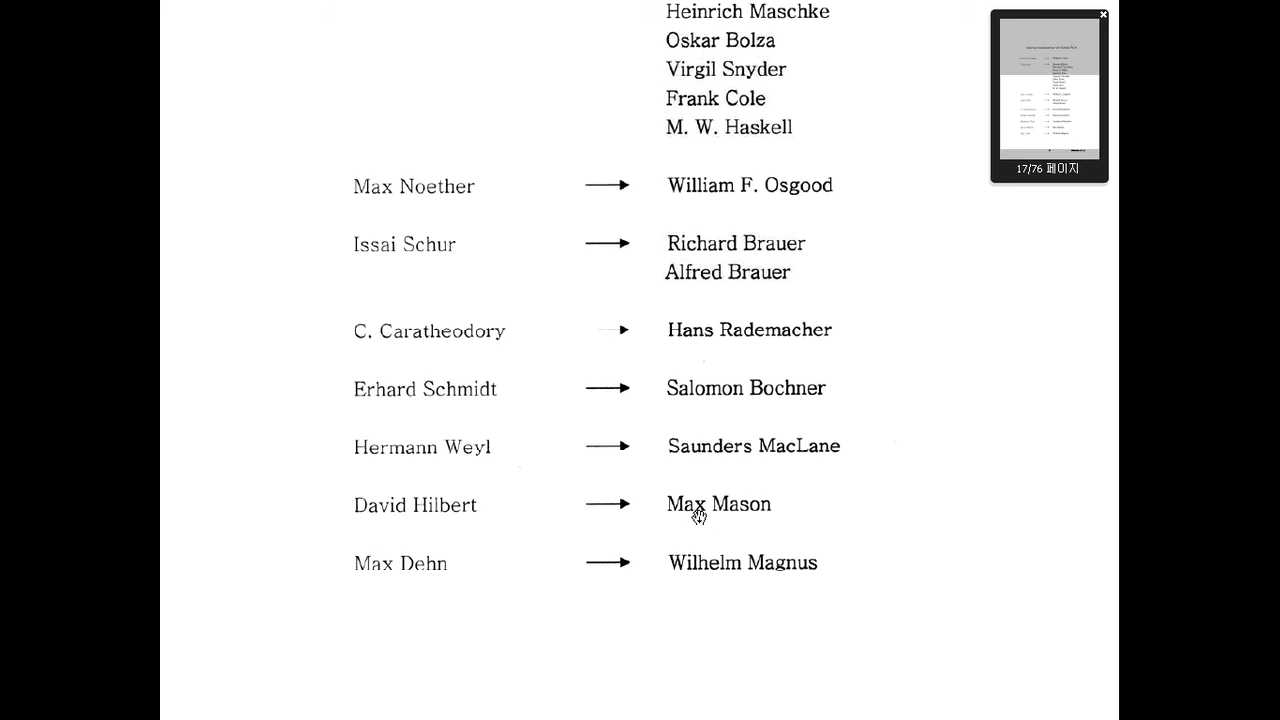 Heinrich Maschke
Oskar Bolza
Virgil Snyder
Frank Cole
M. W. Haskell
Max Noether → William F. Osgood
Issai Schur → Richard Brauer
Alfred Brauer
C. Caratheodory → Hans Rademacher
Erhard Schmidt → Salomon Bochner
Hermann Weyl → Saunders MacLane
David Hilbert → Max Mason
Max Dehn → Wilhelm Magnus
17/76 페이지